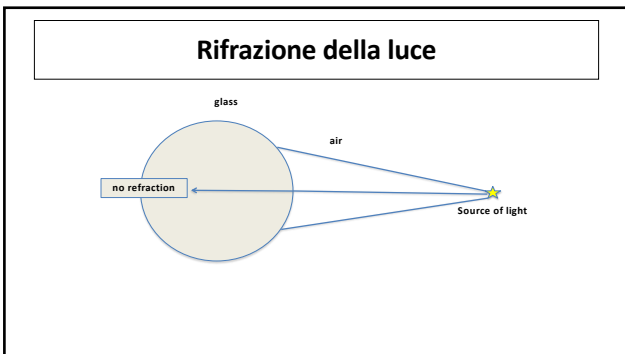 Rifrazione della luce
glass
air
no refraction
Source of light